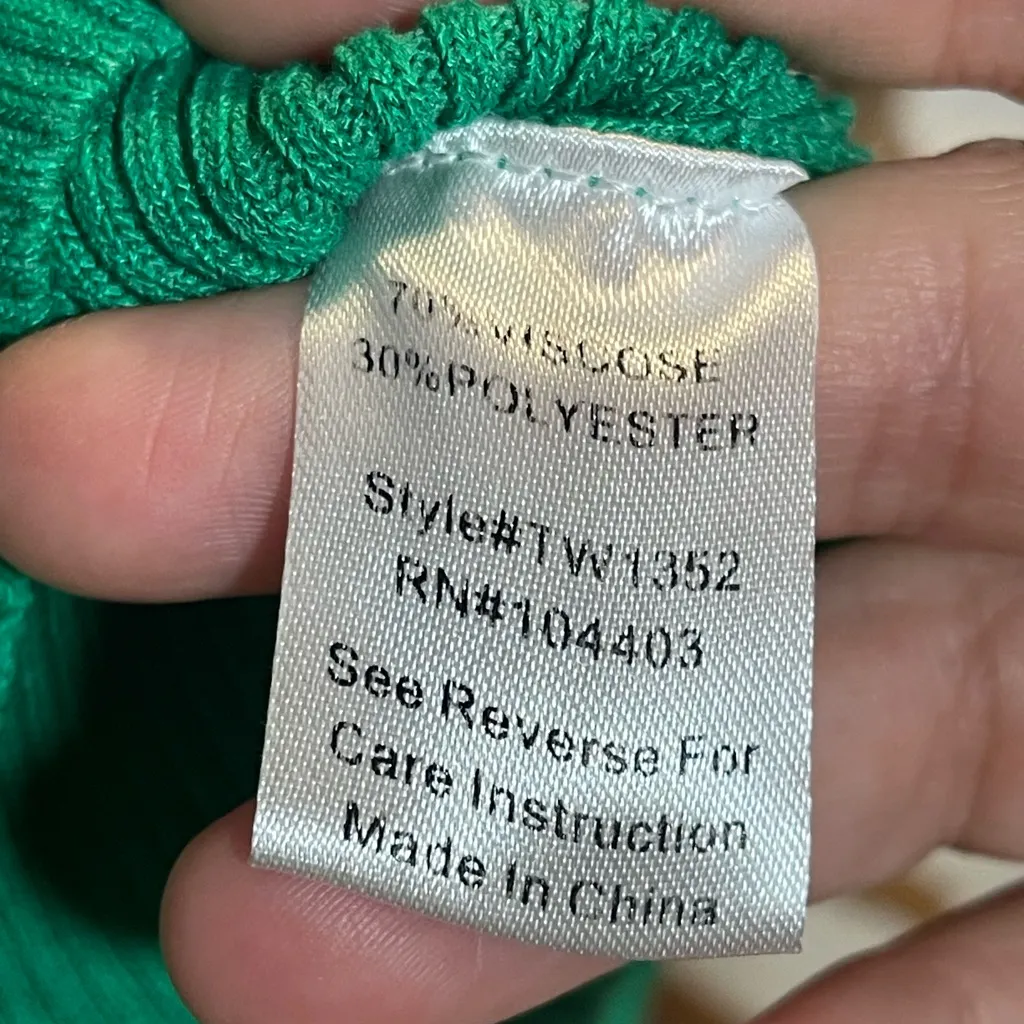 70%VISCOSE
30%POLYESTER
Style#TW1352
RN#104403
See Reverse For
Care Instruction
Made In China